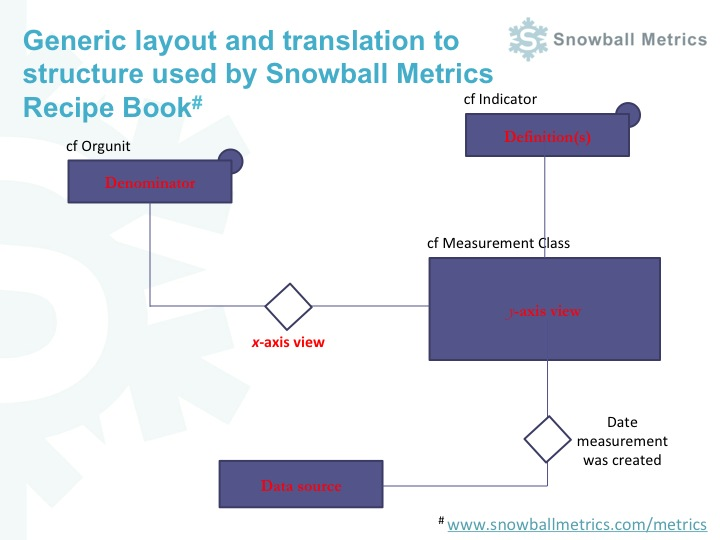 Generic layout and translation to
structure used by Snowball Metrics
Recipe Book#
Snowball Metrics
cf Indicator
Definition(s)
cf Orgunit
Denominator
cf Measurement Class
y-axis view
x-axis view
Date
measurement
was created
Data source
# www.snowballmetrics.com/metrics